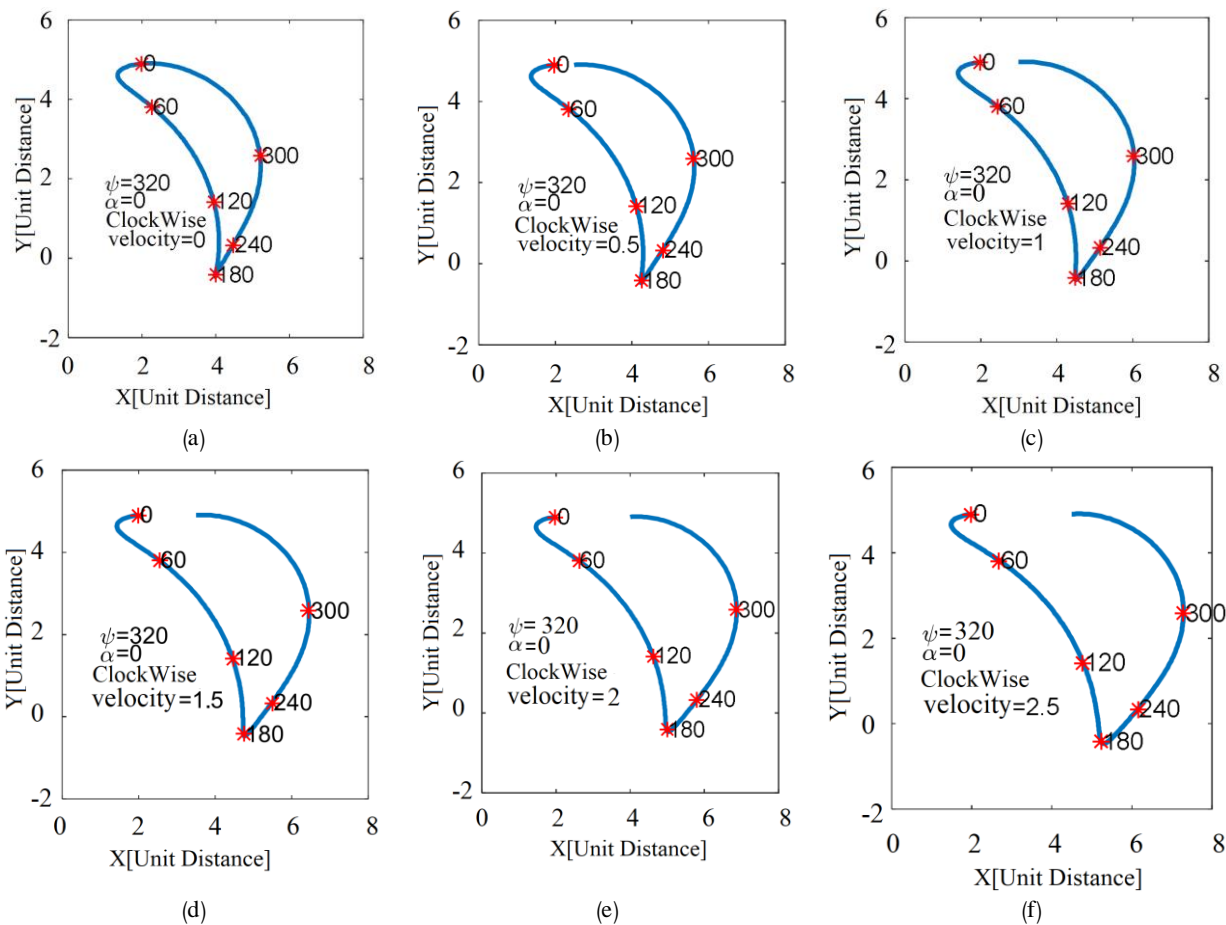 6
4
2
0
-2
Y[Unit Distance]
0
60
120
180
240
300
ψ=320
α=0
ClockWise
velocity=0
0 2 4 6 8
X[Unit Distance]
(a)
6
4
2
0
-2
Y[Unit Distance]
0
60
120
180
240
300
ψ=320
α=0
ClockWise
velocity=0.5
0 2 4 6 8
X[Unit Distance]
(b)
6
4
2
0
-2
Y[Unit Distance]
0
60
120
180
240
300
ψ=320
α=0
ClockWise
velocity=1
0 2 4 6 8
X[Unit Distance]
(c)
6
4
2
0
-2
Y[Unit Distance]
0
60
120
180
240
300
ψ=320
α=0
ClockWise
velocity=1.5
0 2 4 6 8
X[Unit Distance]
(d)
6
4
2
0
-2
Y[Unit Distance]
0
60
120
180
240
300
ψ= 320
α=0
ClockWise
velocity=2
0 2 4 6 8
X[Unit Distance]
(e)
6
4
2
0
-2
Y[Unit Distance]
0
60
120
180
240
300
ψ=320
α=0
ClockWise
velocity=2.5
0 2 4 6 8
X[Unit Distance]
(f)